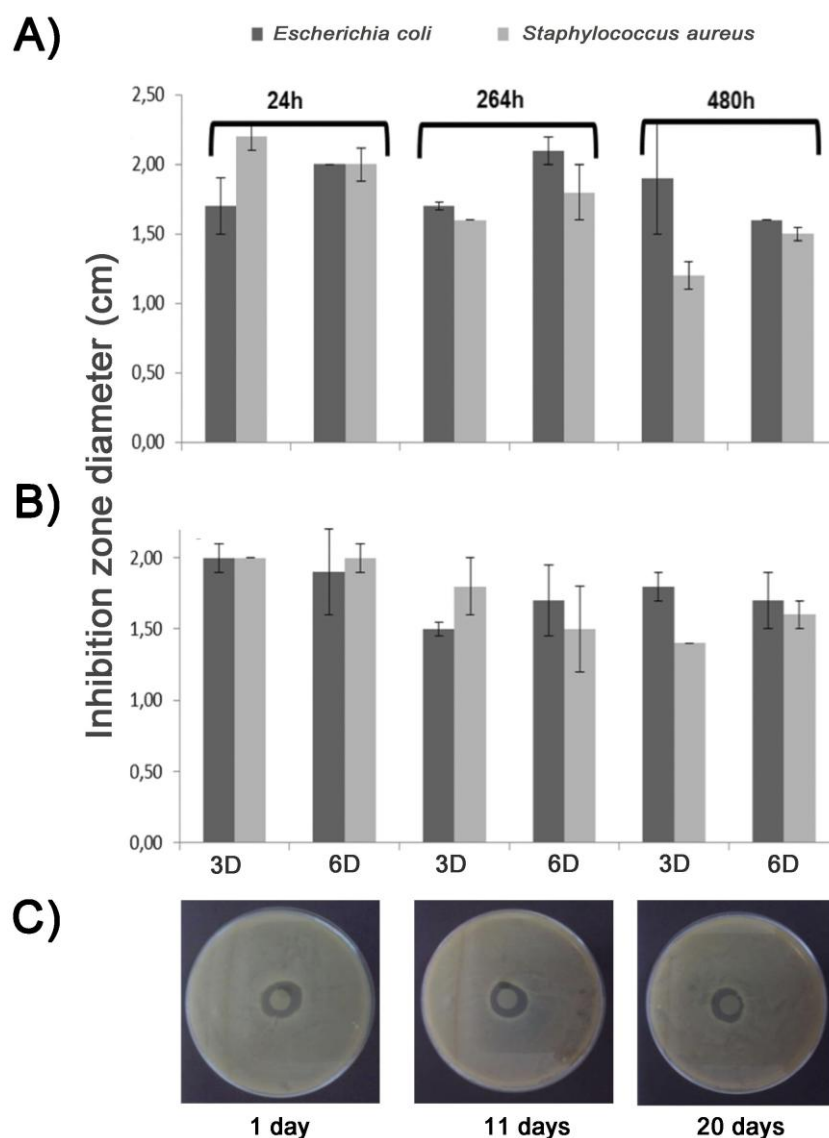 A)
Escherichia coli Staphylococcus aureus
24h 264h 480h
2,50
2,00
1,50
1,00
0,50
0,00
Inhibition zone diameter (cm)
B)
2,00
1,50
1,00
0,50
0,00
3D 6D 3D 6D 3D 6D
C)
1 day 11 days 20 days